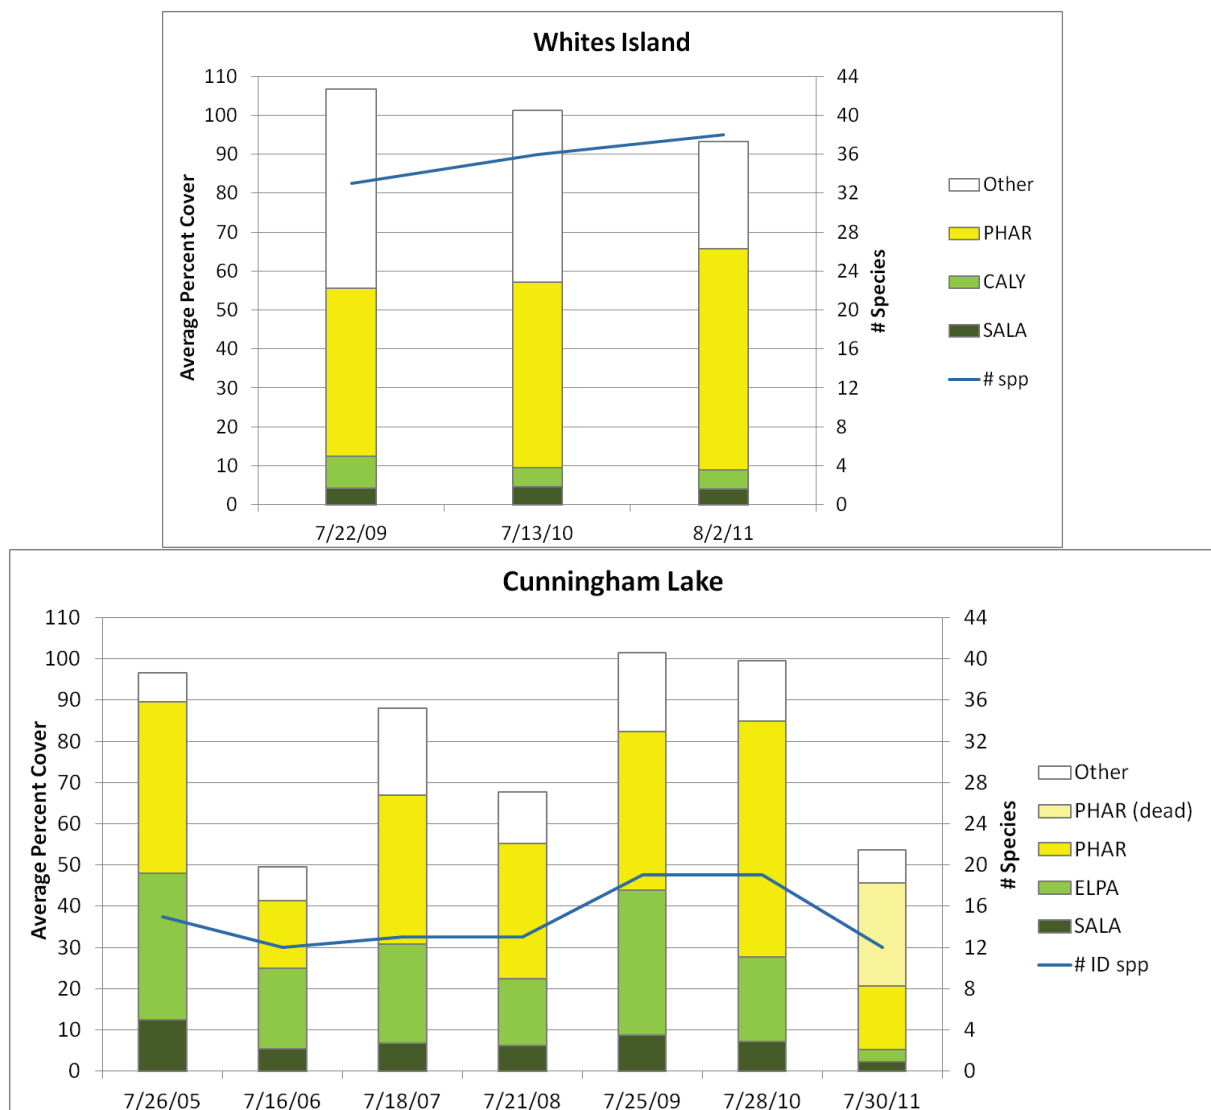 Whites Island
Average Percent Cover
110
100
90
80
70
60
50
40
30
20
10
0
44
40
36
32
28
24
20
16
12
8
4
0
# Species
7/22/09 7/13/10 8/2/11
Other
PHAR
CALY
SALA
# spp
Cunningham Lake
Average Percent Cover
110
100
90
80
70
60
50
40
30
20
10
0
44
40
36
32
28
24
20
16
12
8
4
0
# Species
7/26/05 7/16/06 7/18/07 7/21/08 7/25/09 7/28/10 7/30/11
Other
PHAR (dead)
PHAR
ELPA
SALA
# ID spp